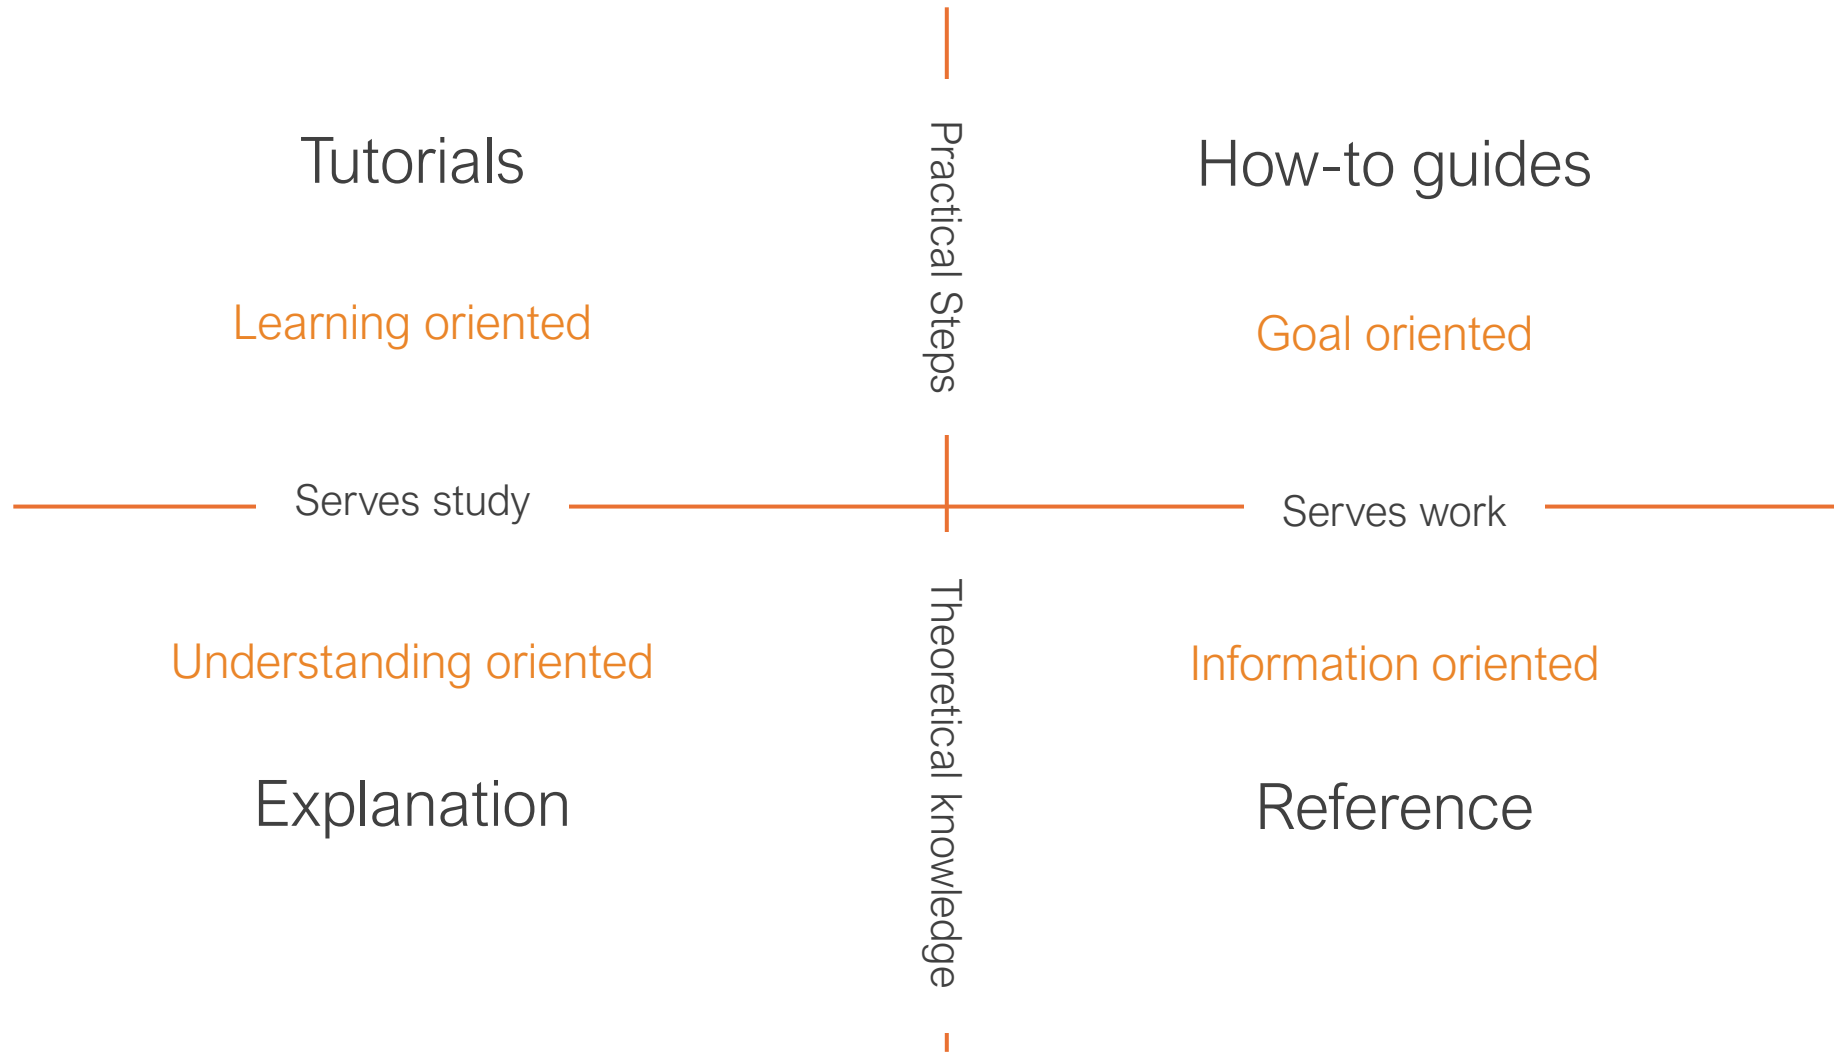 Tutorials
How-to guides
Practical Steps
Learning oriented
Goal oriented
Serves study
Serves work
Understanding oriented
Information oriented
Theoretical knowledge
Explanation
Reference